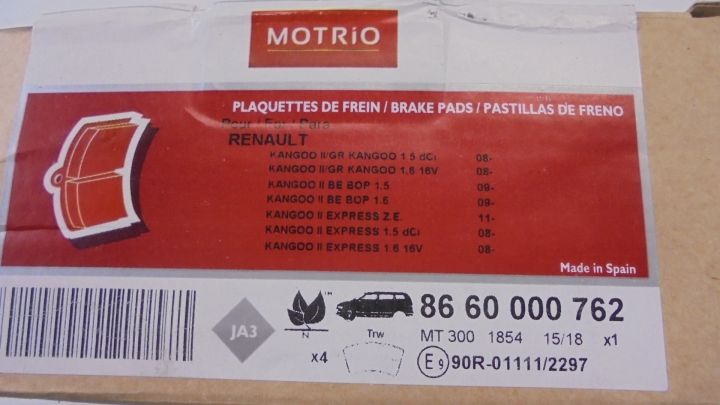 MOTRIO
PLAQUETTES DE FREIN / BRAKE PADS / PASTILLAS DE FRENO
Pour / For / Para
RENAULT
KANGOO II/GR KANGOO 1.5 dCi 08-
KANGOO II/GR KANGOO 1.6 16V 08-
KANGOO II BE BOP 1.5 09-
KANGOO II BE BOP 1.6 09-
KANGOO II EXPRESS Z.E. 11-
KANGOO II EXPRESS 1.5 dCi 08-
KANGOO II EXPRESS 1.6 16V 08-
Made in Spain
JA3
TM
N
x4
Trw
86 60 000 762
MT 300 1854 15/18 x1
E9 90R-01111/2297